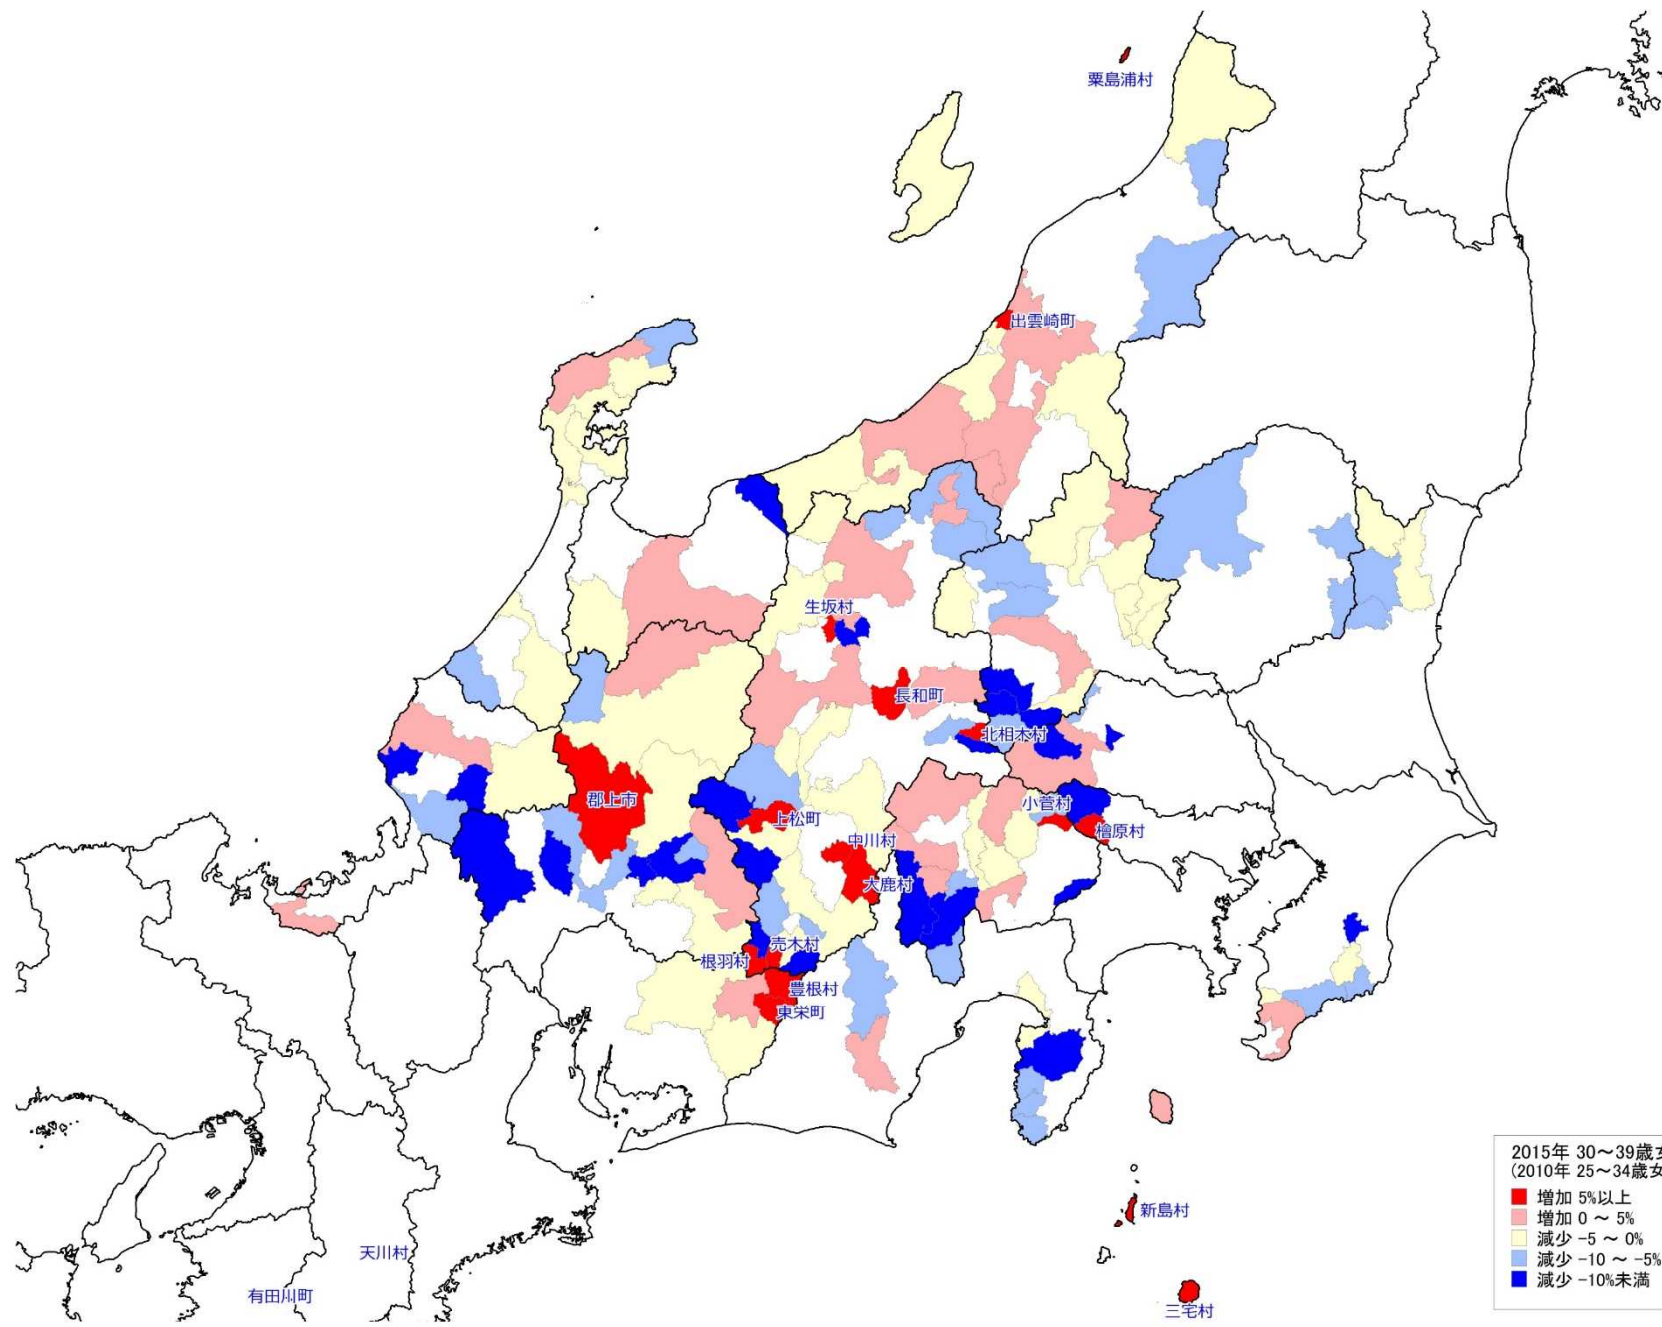 粟島浦村
出雲崎町
生坂村
長和町
北相木村
郡上市
上松町
小菅村
檜原村
中川村
大鹿村
売木村
根羽村
豊根村
東栄町
新島村
天川村
有田川町
三宅村
2015年 30～39歳女
(2010年 25～34歳女
増加 5%以上
増加 0 ～ 5%
減少 -5 ～ 0%
減少 -10 ～ -5%
減少 -10%未満